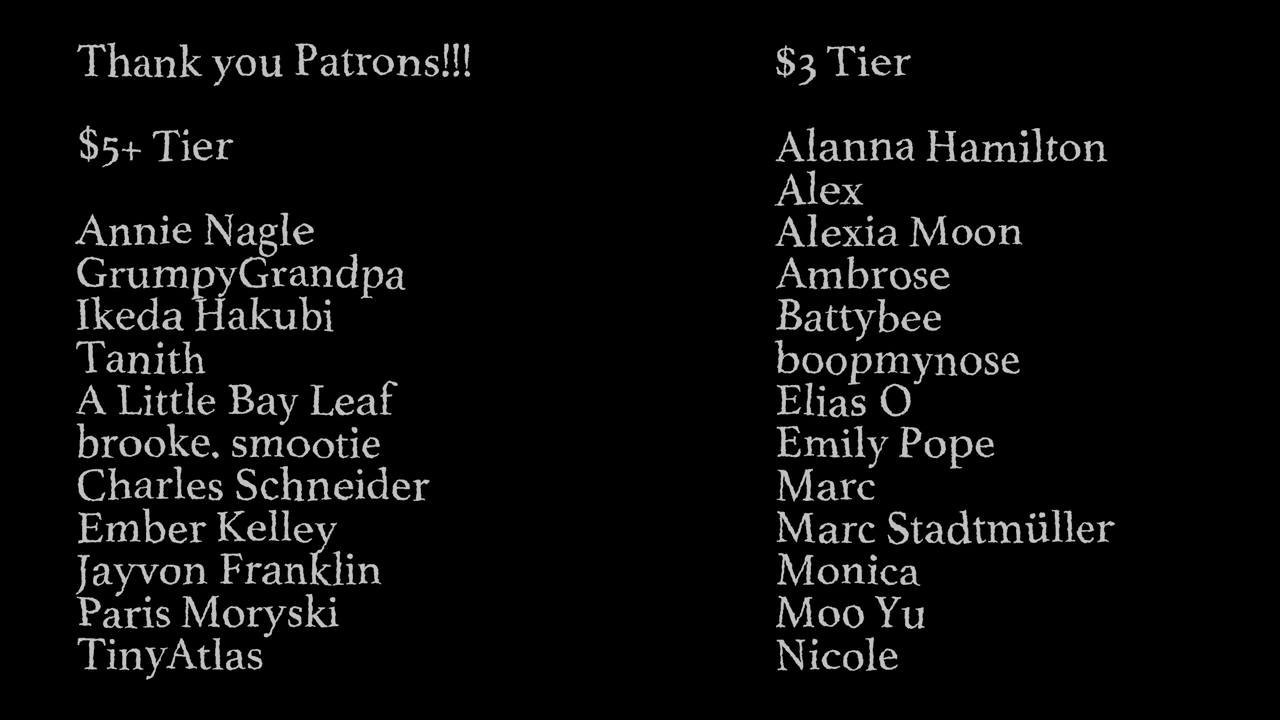 Thank you Patrons!!!
$5+ Tier
Annie Nagle
GrumpyGrandpa
Ikeda Hakubi
Tanith
A Little Bay Leaf
brooke. smootie
Charles Schneider
Ember Kelley
Jayvon Franklin
Paris Moryski
TinyAtlas
$3 Tier
Alanna Hamilton
Alex
Alexia Moon
Ambrose
Battybee
boopmynose
Elias O
Emily Pope
Marc
Marc Stadtmüller
Monica
Moo Yu
Nicole